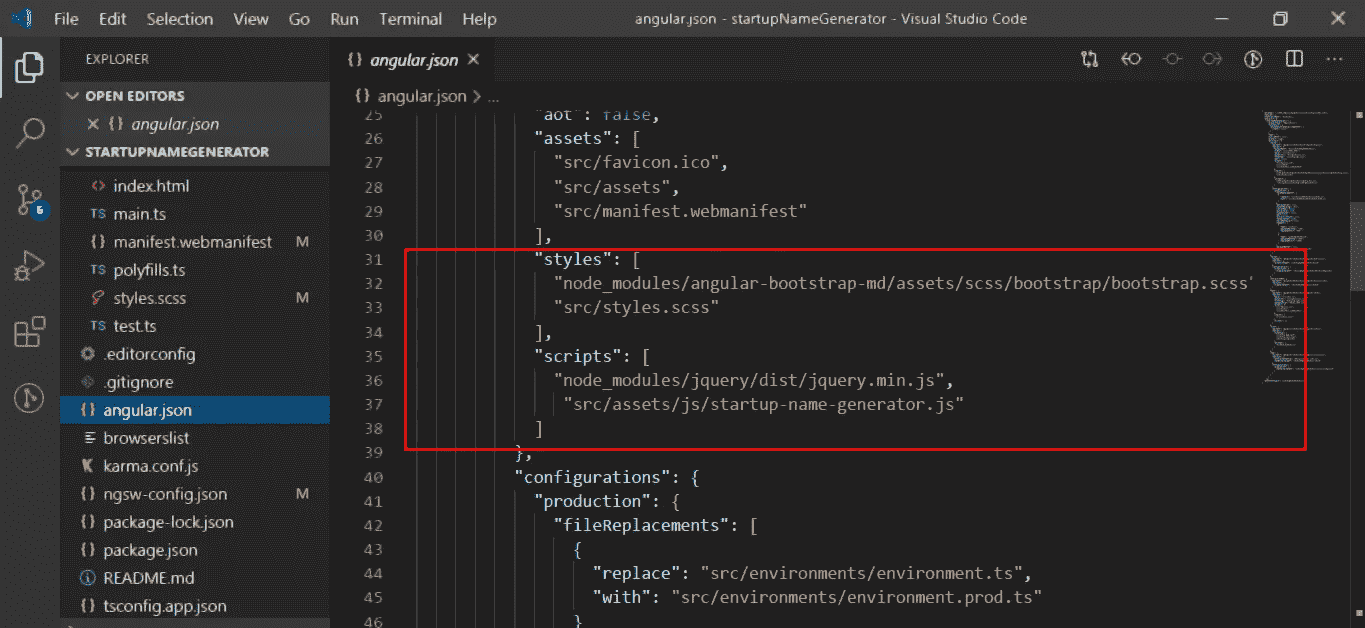 File Edit Selection View Go Run Terminal Help angular.json - startupNameGenerator - Visual Studio Code
EXPLORER
OPEN EDITORS
{} angular.json
STARTUPNAMEGENERATOR
<> index.html
TS main.ts
{} manifest.webmanifest M
TS polyfills.ts
styles.scss M
TS test.ts
.editorconfig
.gitignore
{} angular.json
browserslist
karma.conf.js
{} ngsw-config.json M
{} package-lock.json
{} package.json
README.md
{} tsconfig.app.json
6
{} angular.json
{} angular.json > ...
25 "aot": false,
26 "assets": [
27 "src/favicon.ico",
28 "src/assets",
29 "src/manifest.webmanifest"
30 ],
31 "styles": [
32 "node_modules/angular-bootstrap-md/assets/scss/bootstrap/bootstrap.scss"
33 "src/styles.scss"
34 ],
35 "scripts": [
36 "node_modules/jquery/dist/jquery.min.js",
37 "src/assets/js/startup-name-generator.js"
38 ]
39 },
40 "configurations": {
41 "production": {
42 "fileReplacements": [
43 {
44 "replace": "src/environments/environment.ts",
45 "with": "src/environments/environment.prod.ts"
46 }